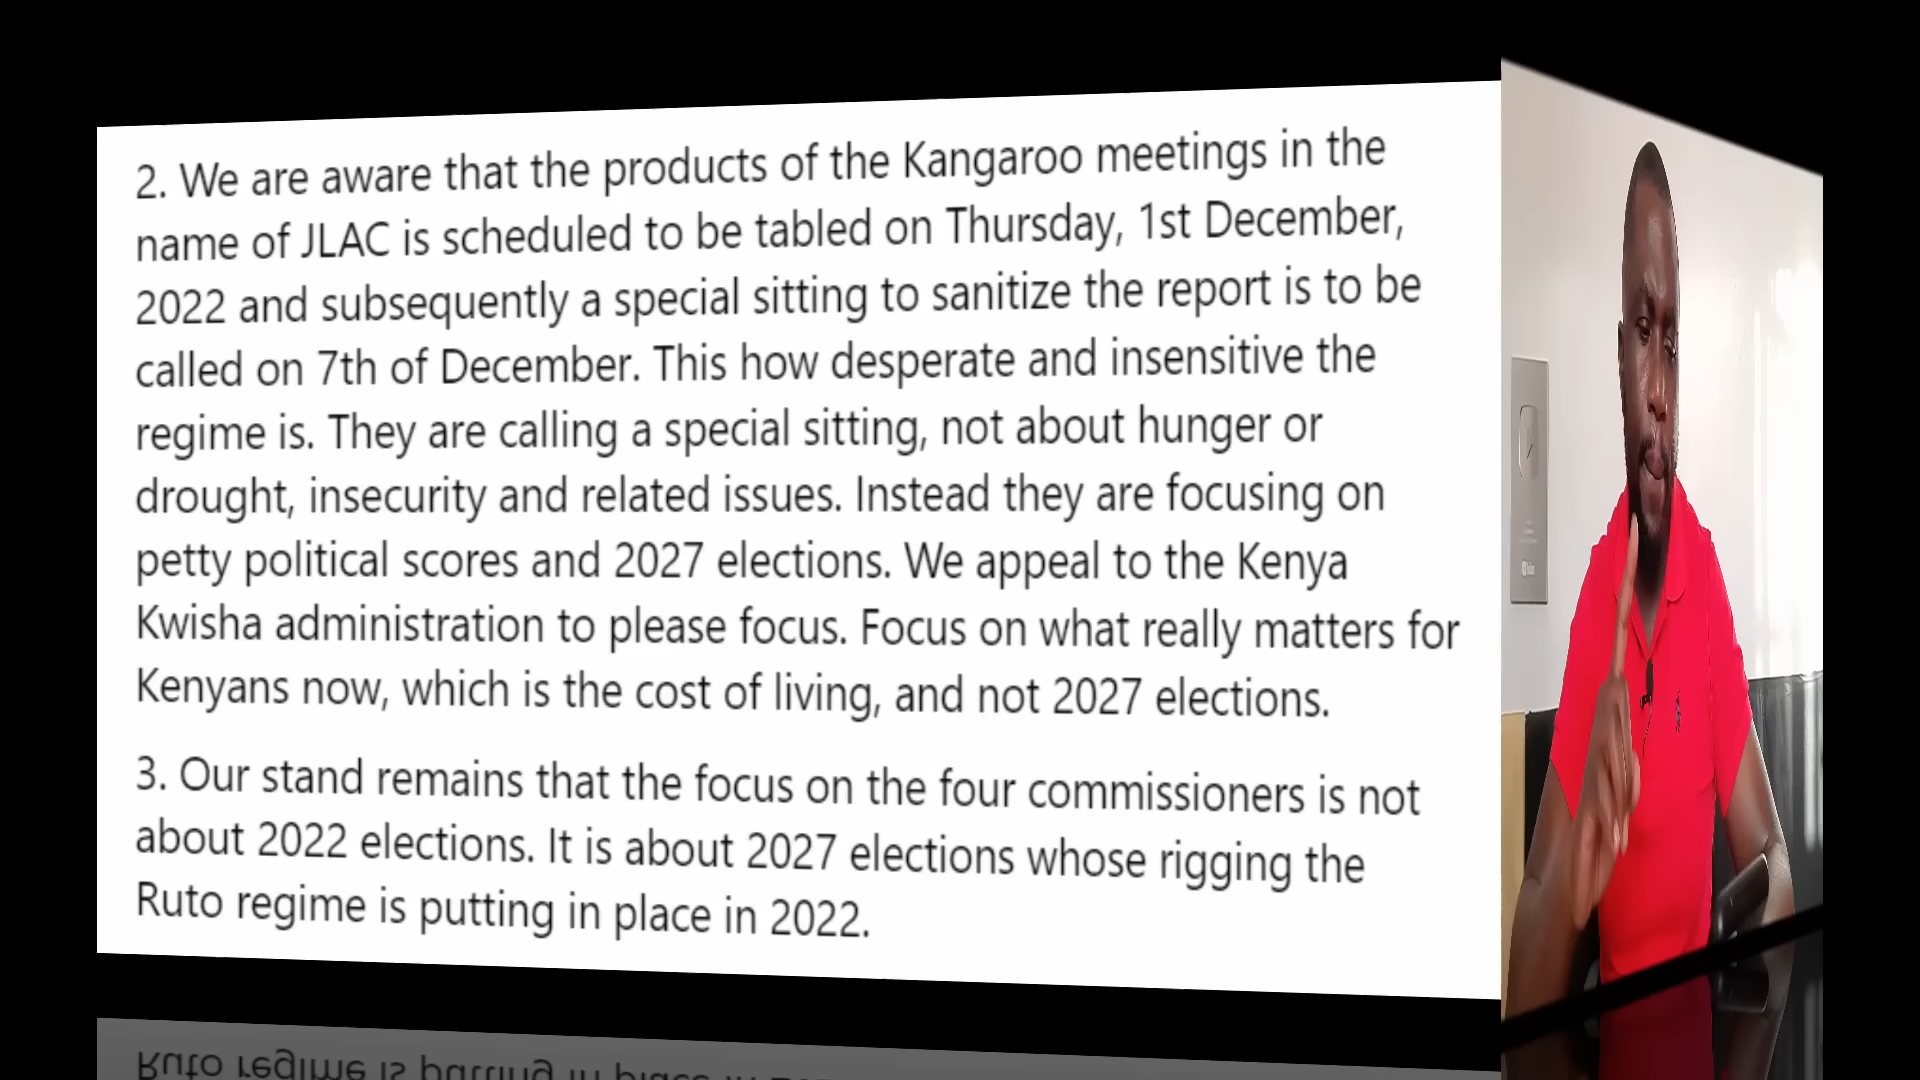 2. We are aware that the products of the Kangaroo meetings in the
name of JLAC is scheduled to be tabled on Thursday, 1st December,
2022 and subsequently a special sitting to sanitize the report is to be
called on 7th of December. This how desperate and insensitive the
regime is. They are calling a special sitting, not about hunger or
drought, insecurity and related issues. Instead they are focusing on
petty political scores and 2027 elections. We appeal to the Kenya
Kwisha administration to please focus. Focus on what really matters for
Kenyans now, which is the cost of living, and not 2027 elections.
3. Our stand remains that the focus on the four commissioners is not
about 2022 elections. It is about 2027 elections whose rigging the
Ruto regime is putting in place in 2022.